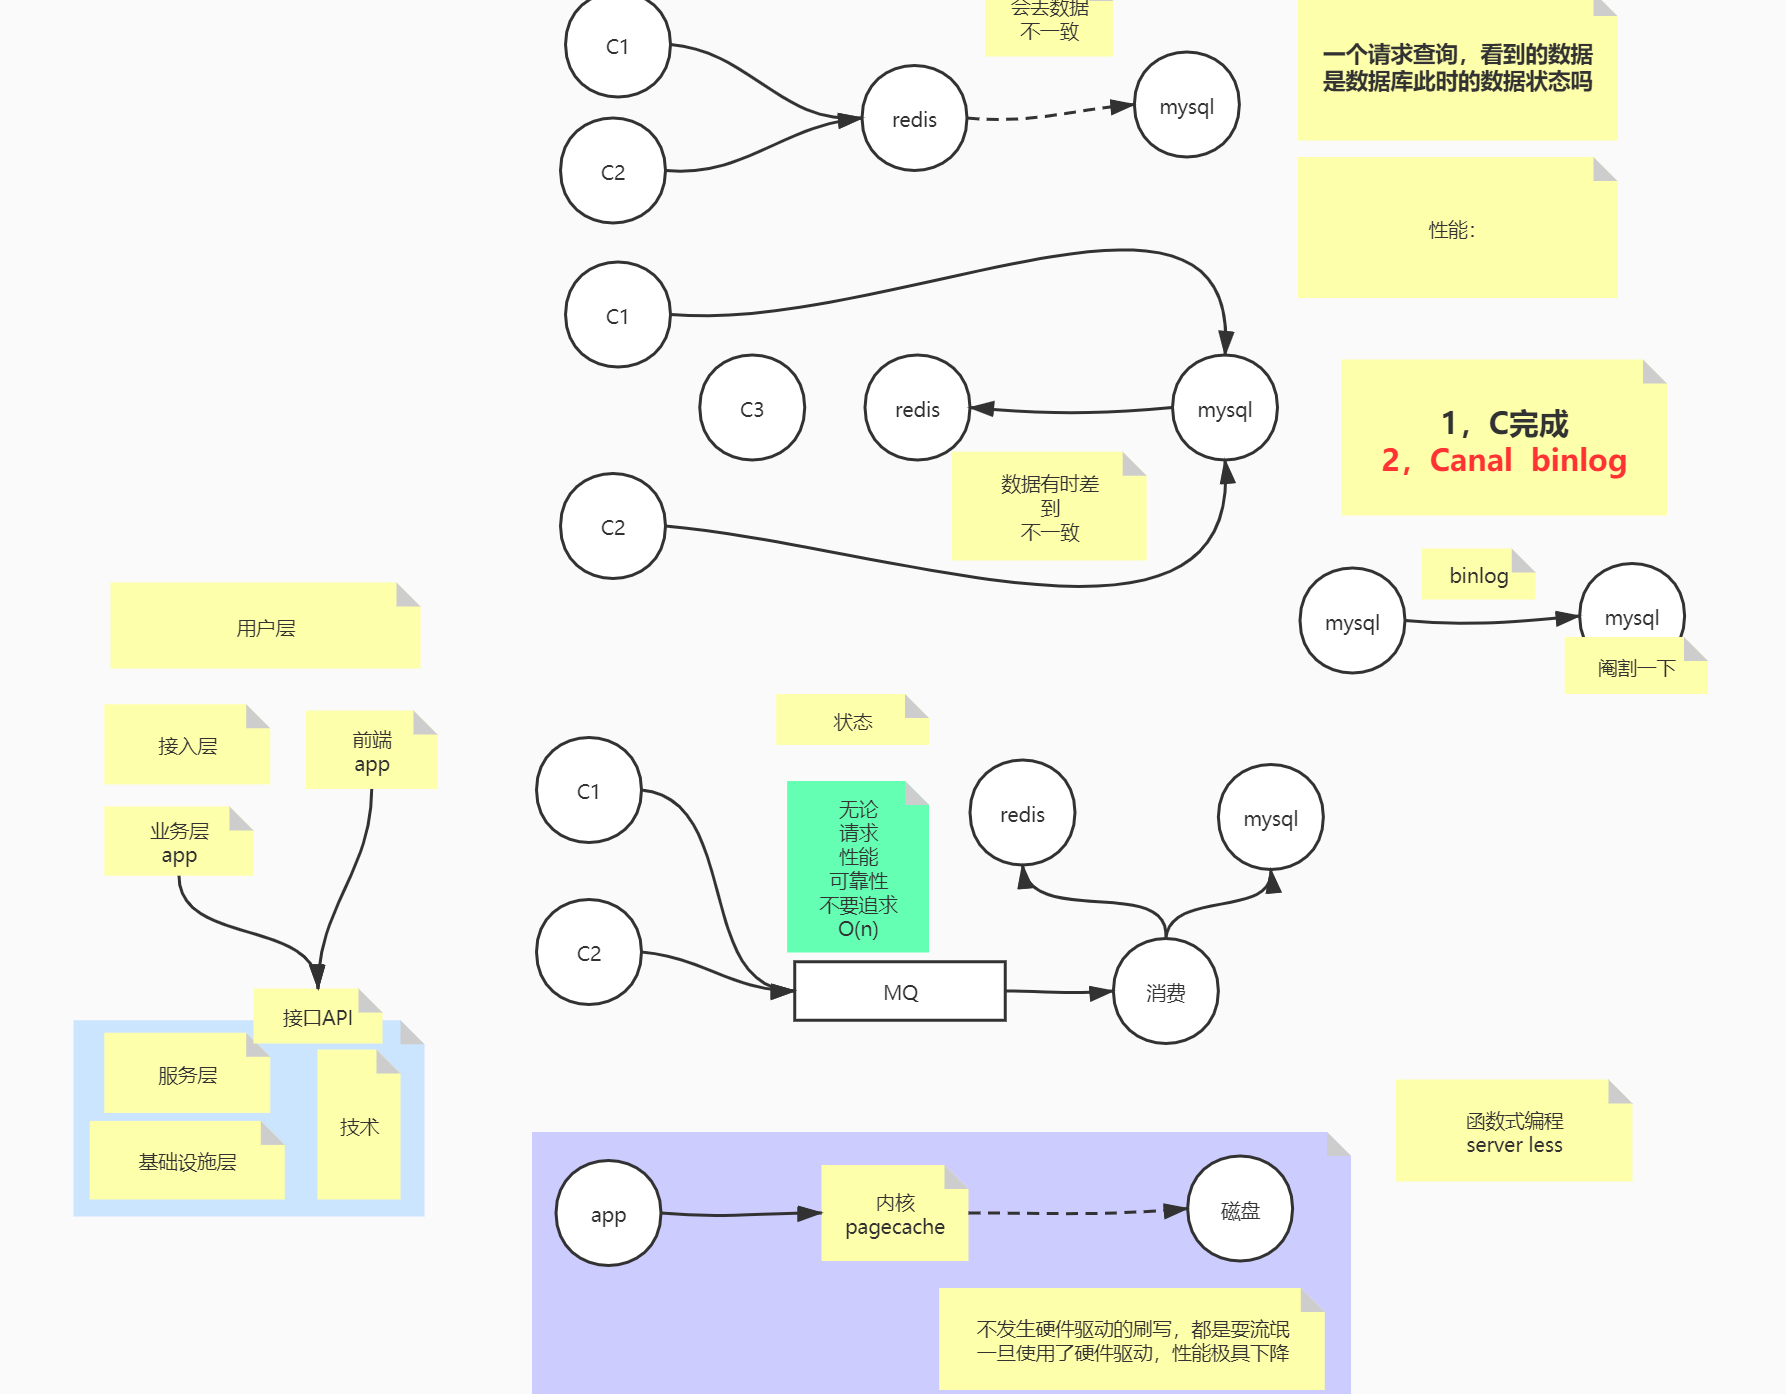 会去数据
不一致
C1
C2
redis
mysql
一个请求查询，看到的数据
是数据库此时的数据状态吗
性能：
C1
C3
redis
mysql
C2
数据有时差
到
不一致
1，C完成
2，Canal binlog
binlog
mysql
mysql
阉割一下
用户层
接入层
前端
app
业务层
app
接口API
服务层
技术
基础设施层
状态
C1
C2
无论
请求
性能
可靠性
不要追求
O(n)
redis
mysql
MQ
消费
函数式编程
server less
app
内核
pagecache
磁盘
不发生硬件驱动的刷写，都是耍流氓
一旦使用了硬件驱动，性能极具下降